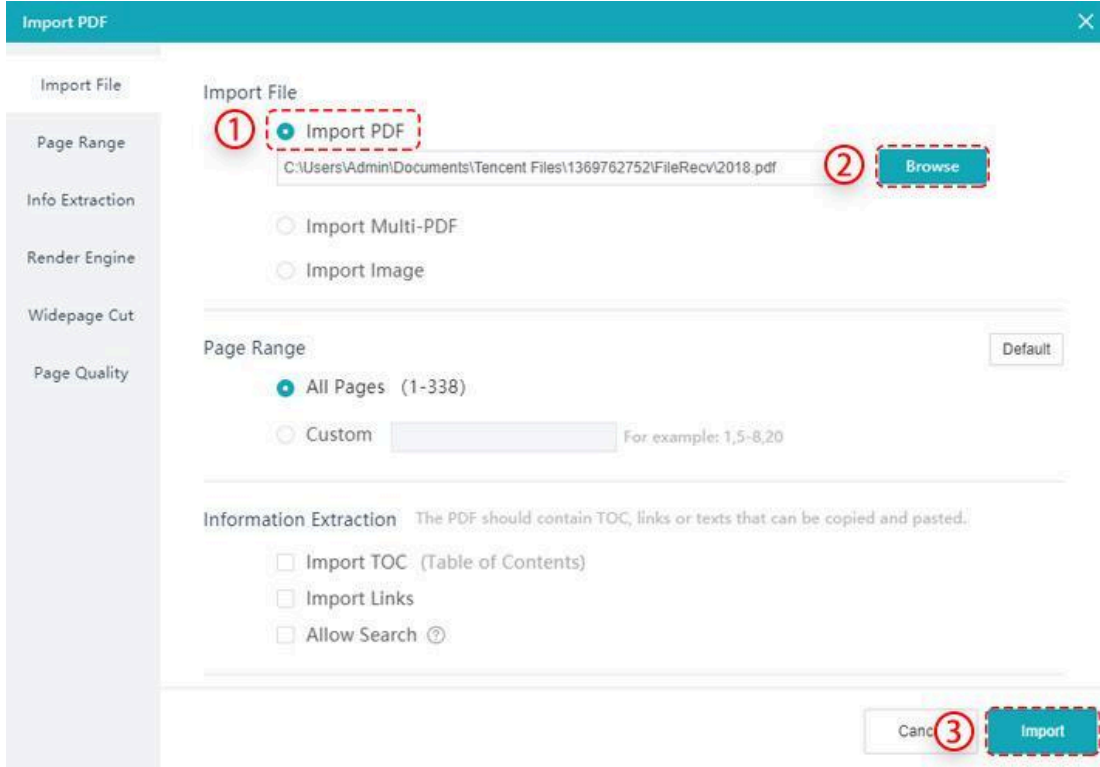 Import PDF
Import File
Page Range
Info Extraction
Render Engine
Widepage Cut
Page Quality
Import File
① Import PDF
C:\Users\Admin\Documents\Tencent Files\1369762752\FileRecv\2018.pdf ② Browse
Import Multi-PDF
Import Image
Page Range Default
All Pages (1-338)
Custom For example: 1,5-8,20
Information Extraction The PDF should contain TOC, links or texts that can be copied and pasted.
Import TOC (Table of Contents)
Import Links
Allow Search ?
Canc ③ Import